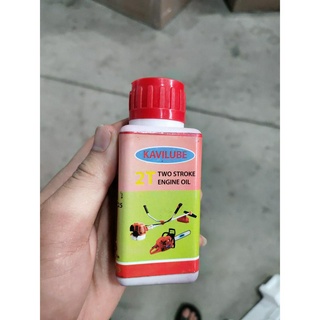 KAVILUBE
2T TWO STROKE
ENGINE OIL